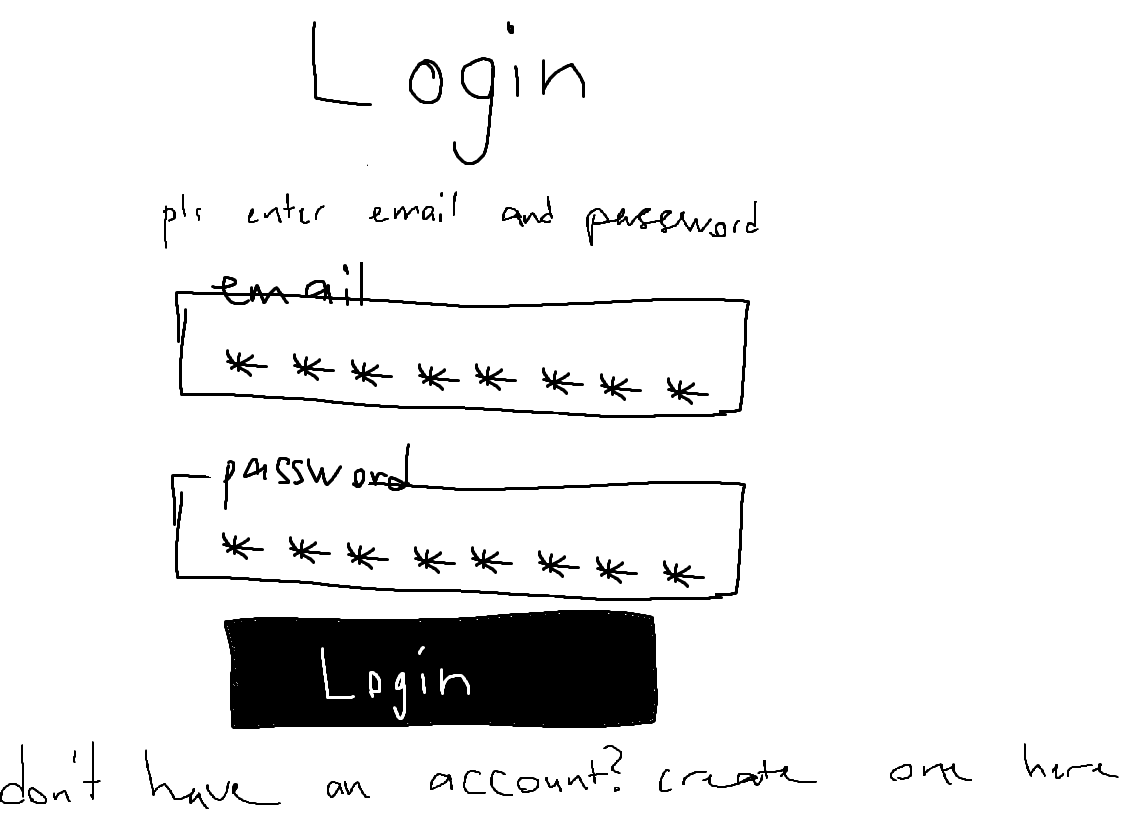 Login
pls enter email and password
email
********
password
********
Login
don't have an account? create one here